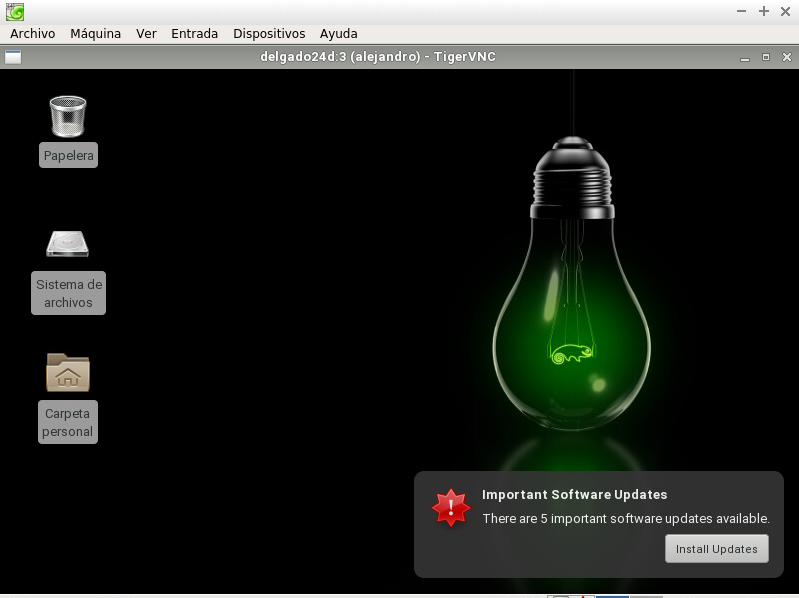 Archivo Máquina Ver Entrada Dispositivos Ayuda
delgado24d:3 (alejandro) - TigerVNC
Papelera
Sistema de
archivos
Carpeta
personal
Important Software Updates
There are 5 important software updates available.
Install Updates